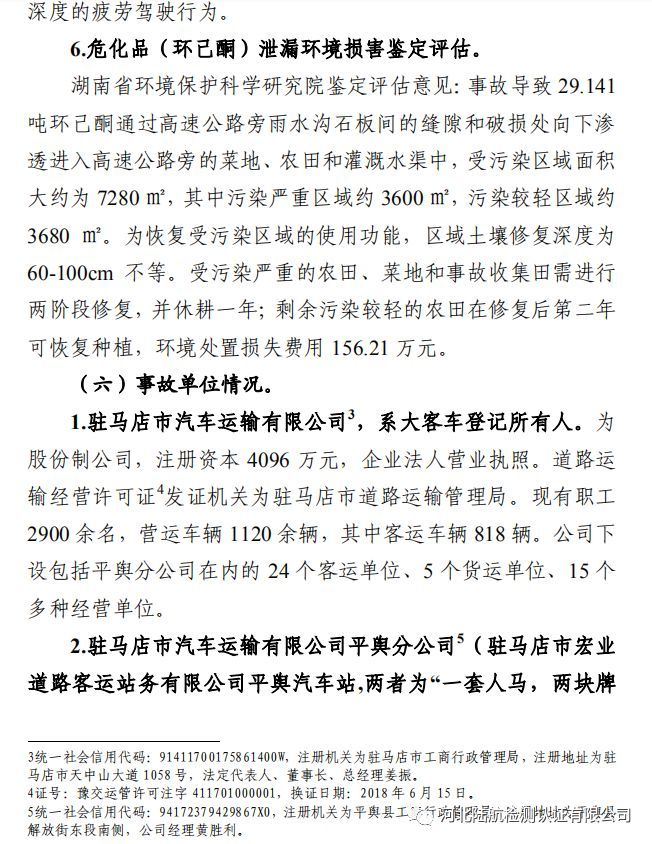 深度的疲劳驾驶行为。
6.危化品（环己酮）泄漏环境损害鉴定评估。
湖南省环境保护科学研究院鉴定评估意见：事故导致 29.141
吨环己酮通过高速公路旁雨水沟石板间的缝隙和破损处向下渗
透进入高速公路旁的菜地、农田和灌溉水渠中，受污染区域面积
大约为 7280 ㎡，其中污染严重区域约 3600 ㎡，污染较轻区域约
3680 ㎡。为恢复受污染区域的使用功能，区域土壤修复深度为
60-100cm 不等。受污染严重的农田、菜地和事故收集田需进行
两阶段修复，并休耕一年；剩余污染较轻的农田在修复后第二年
可恢复种植，环境处置损失费用 156.21 万元。
（六）事故单位情况。
1.驻马店市汽车运输有限公司3，系大客车登记所有人。为
股份制公司，注册资本 4096 万元，企业法人营业执照。道路运
输经营许可证4发证机关为驻马店市道路运输管理局。现有职工
2900 余名，营运车辆 1120 余辆，其中客运车辆 818 辆。公司下
设包括平舆分公司在内的 24 个客运单位、5 个货运单位、15 个
多种经营单位。
2.驻马店市汽车运输有限公司平舆分公司5（驻马店市宏业
道路客运站务有限公司平舆汽车站,两者为“一套人马，两块牌
3统一社会信用代码：91411700175861400W，注册机关为驻马店市工商行政管理局，注册地址为驻
马店市天中山大道 1058 号，法定代表人、董事长、总经理姜振。
4证号：豫交运管许可注字 411701000001，换证日期：2018 年 6 月 15 日。
5统一社会信用代码：94172379429867X0，注册机关为平舆县工
解放街东段南侧，公司经理黄胜利。
河北陆航检测认证有限公司